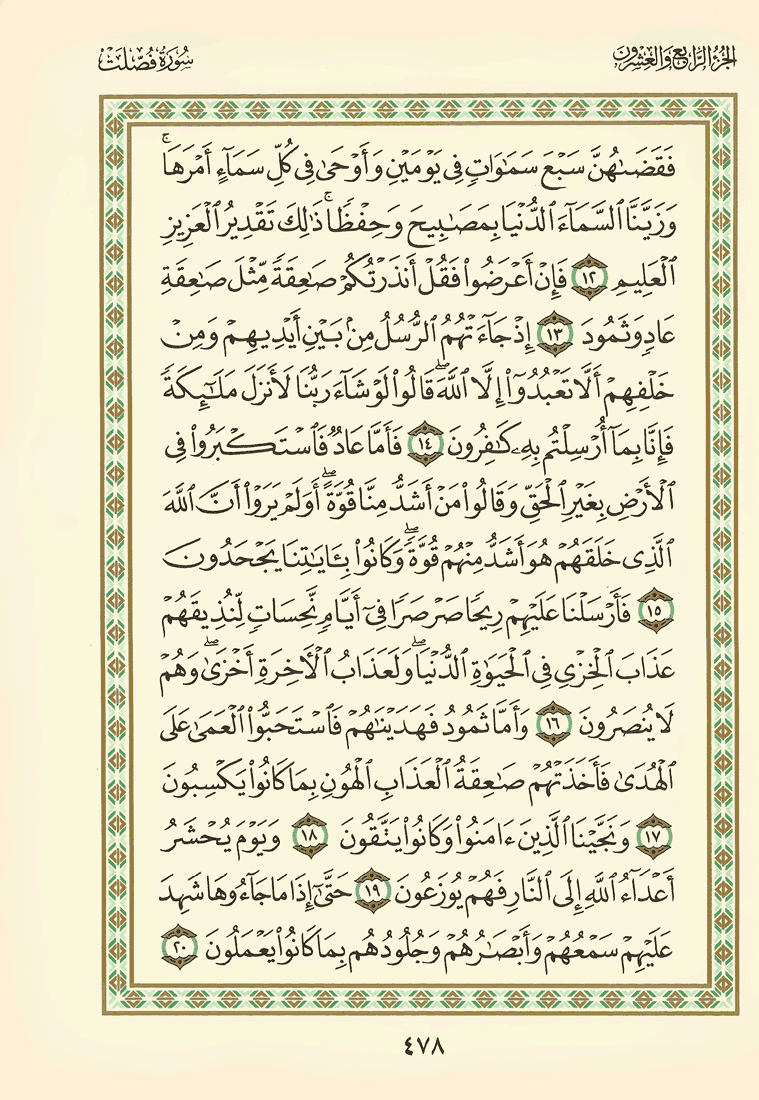 الجزء الرابع والعشرون
سورة فصلت
فَقَضَىٰهُنَّ سَبْعَ سَمَٰوَاتٍ فِى يَوْمَيْنِ وَأَوْحَىٰ فِى كُلِّ سَمَآءٍ أَمْرَهَا ۚ
وَزَيَّنَّا ٱلسَّمَآءَ ٱلدُّنْيَا بِمَصَٰبِيحَ وَحِفْظًا ۚ ذَٰلِكَ تَقْدِيرُ ٱلْعَزِيزِ
ٱلْعَلِيمِ ١٢ فَإِنْ أَعْرَضُوا۟ فَقُلْ أَنذَرْتُكُمْ صَٰعِقَةً مِّثْلَ صَٰعِقَةِ
عَادٍ وَثَمُودَ ١٣ إِذْ جَآءَتْهُمُ ٱلرُّسُلُ مِنۢ بَيْنِ أَيْدِيهِمْ وَمِنْ
خَلْفِهِمْ أَلَّا تَعْبُدُوٓا۟ إِلَّا ٱللَّهَ ۖ قَالُوا۟ لَوْ شَآءَ رَبُّنَا لَأَنزَلَ مَلَٰٓئِكَةً
فَإِنَّا بِمَآ أُرْسِلْتُم بِهِۦ كَٰفِرُونَ ١٤ فَأَمَّا عَادٌ فَٱسْتَكْبَرُوا۟ فِى
ٱلْأَرْضِ بِغَيْرِ ٱلْحَقِّ وَقَالُوا۟ مَنْ أَشَدُّ مِنَّا قُوَّةً ۖ أَوَلَمْ يَرَوْا۟ أَنَّ ٱللَّهَ
ٱلَّذِى خَلَقَهُمْ هُوَ أَشَدُّ مِنْهُمْ قُوَّةً ۖ وَكَانُوا۟ بِـَٔايَٰتِنَا يَجْحَدُونَ
١٥ فَأَرْسَلْنَا عَلَيْهِمْ رِيحًا صَرْصَرًا فِىٓ أَيَّامٍ نَّحِسَاتٍ لِّنُذِيقَهُمْ
عَذَابَ ٱلْخِزْىِ فِى ٱلْحَيَوٰةِ ٱلدُّنْيَا ۖ وَلَعَذَابُ ٱلْءَاخِرَةِ أَخْزَىٰ ۖ وَهُمْ
لَا يُنصَرُونَ ١٦ وَأَمَّا ثَمُودُ فَهَدَيْنَٰهُمْ فَٱسْتَحَبُّوا۟ ٱلْعَمَىٰ عَلَى
ٱلْهُدَىٰ فَأَخَذَتْهُمْ صَٰعِقَةُ ٱلْعَذَابِ ٱلْهُونِ بِمَا كَانُوا۟ يَكْسِبُونَ
١٧ وَنَجَّيْنَا ٱلَّذِينَ ءَامَنُوا۟ وَكَانُوا۟ يَتَّقُونَ ١٨ وَيَوْمَ يُحْشَرُ
أَعْدَآءُ ٱللَّهِ إِلَى ٱلنَّارِ فَهُمْ يُوزَعُونَ ١٩ حَتَّىٰٓ إِذَا مَا جَآءُوهَا شَهِدَ
عَلَيْهِمْ سَمْعُهُمْ وَأَبْصَٰرُهُمْ وَجُلُودُهُم بِمَا كَانُوا۟ يَعْمَلُونَ ٢٠
٤٧٨